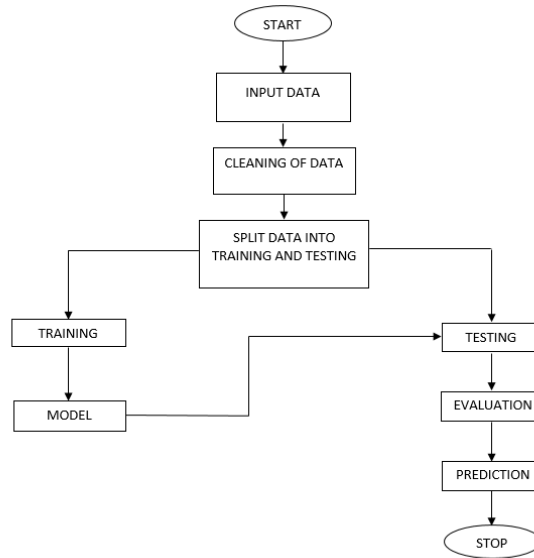 START
INPUT DATA
CLEANING OF DATA
SPLIT DATA INTO
TRAINING AND TESTING
TRAINING
TESTING
MODEL
EVALUATION
PREDICTION
STOP